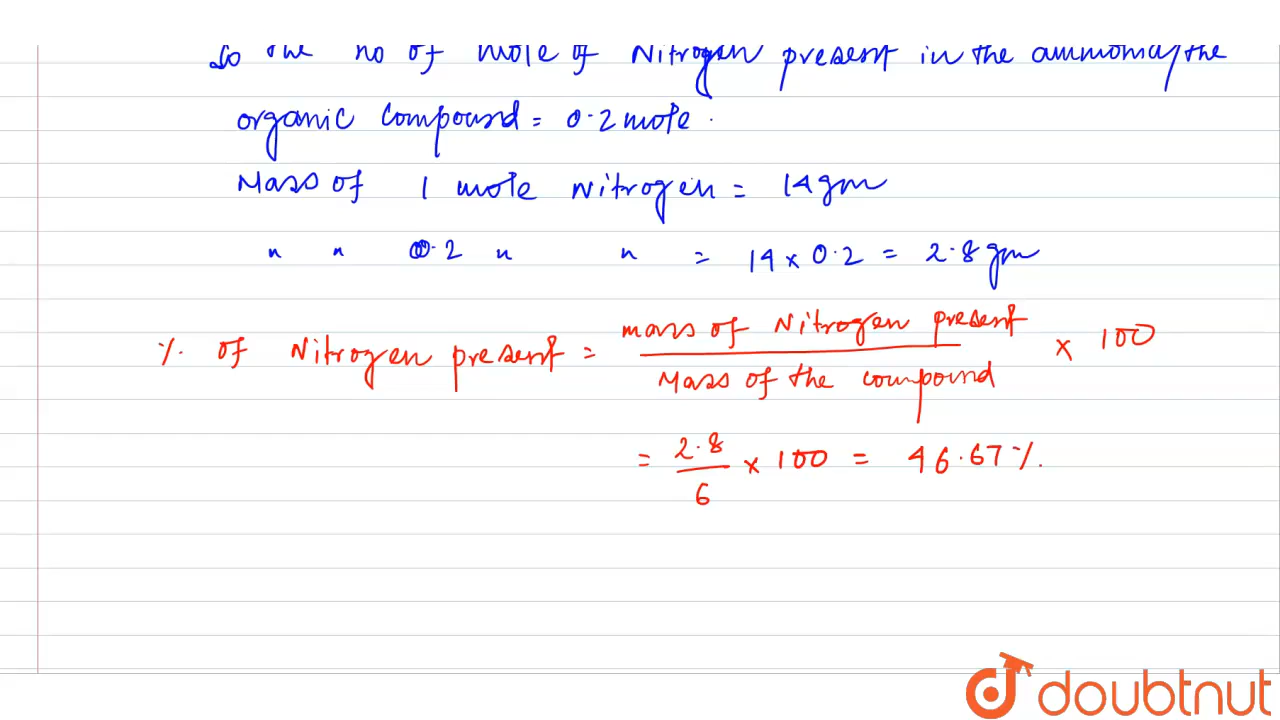 So the no of mole of Nitrogen present in the ammonia/the
organic compound = 0.2 mole.
Mass of 1 mole Nitrogen = 14 gm
" " 0.2 " " = 14 x 0.2 = 2.8 gm
% of Nitrogen present = mass of Nitrogen present / Mass of the compound x 100
= 2.8 / 6 x 100 = 46.67%.
doubtnut